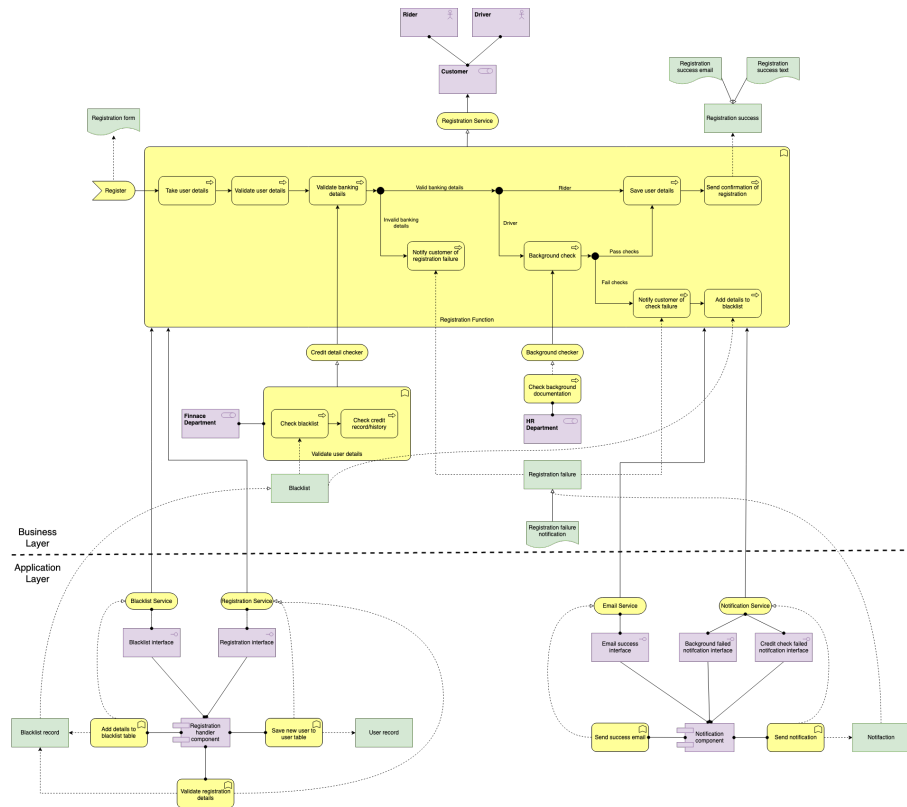 Rider
Driver
Customer
Registration
success email
Registration
success text
Registration form
Registration Service
Registration success
Register
Take user details
Validate user details
Validate banking
details
Valid banking details
Rider
Save user details
Send confirmation of
registration
Invalid banking
details
Driver
Notify customer of
registration failure
Background check
Pass checks
Fail checks
Notify customer of
check failure
Add details to
blacklist
Registration Function
Credit detail checker
Background checker
Check background
documentation
Finnace
Department
Check blacklist
Check credit
record/history
HR
Department
Validate user details
Blacklist
Registration failure
Registration failure
notification
Business
Layer
Application
Layer
Blacklist Service
Registration Service
Email Service
Notification Service
Blacklist interface
Registration interface
Email success
interface
Background failed
notifcation interface
Credit check failed
notifcation interface
Blacklist record
Add details to
blacklist table
Registration
handler
component
Save new user to
user table
User record
Send success email
Notification
component
Send notification
Notifaction
Validate registration
details